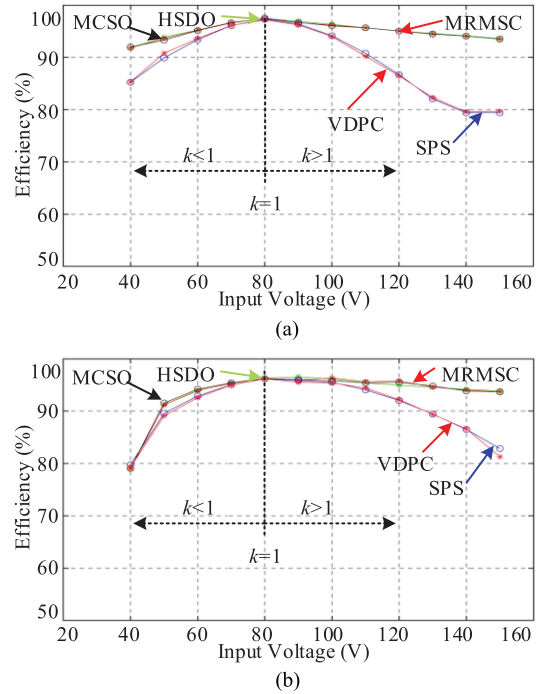 100
90
80
70
60
50
Efficiency (%)
MCSO
HSDO
MRMSC
VDPC
SPS
k<1
k>1
k=1
20 40 60 80 100 120 140 160
Input Voltage (V)
(a)
100
90
80
70
60
50
Efficiency (%)
MCSO
HSDO
MRMSC
VDPC
SPS
k<1
k>1
k=1
20 40 60 80 100 120 140 160
Input Voltage (V)
(b)